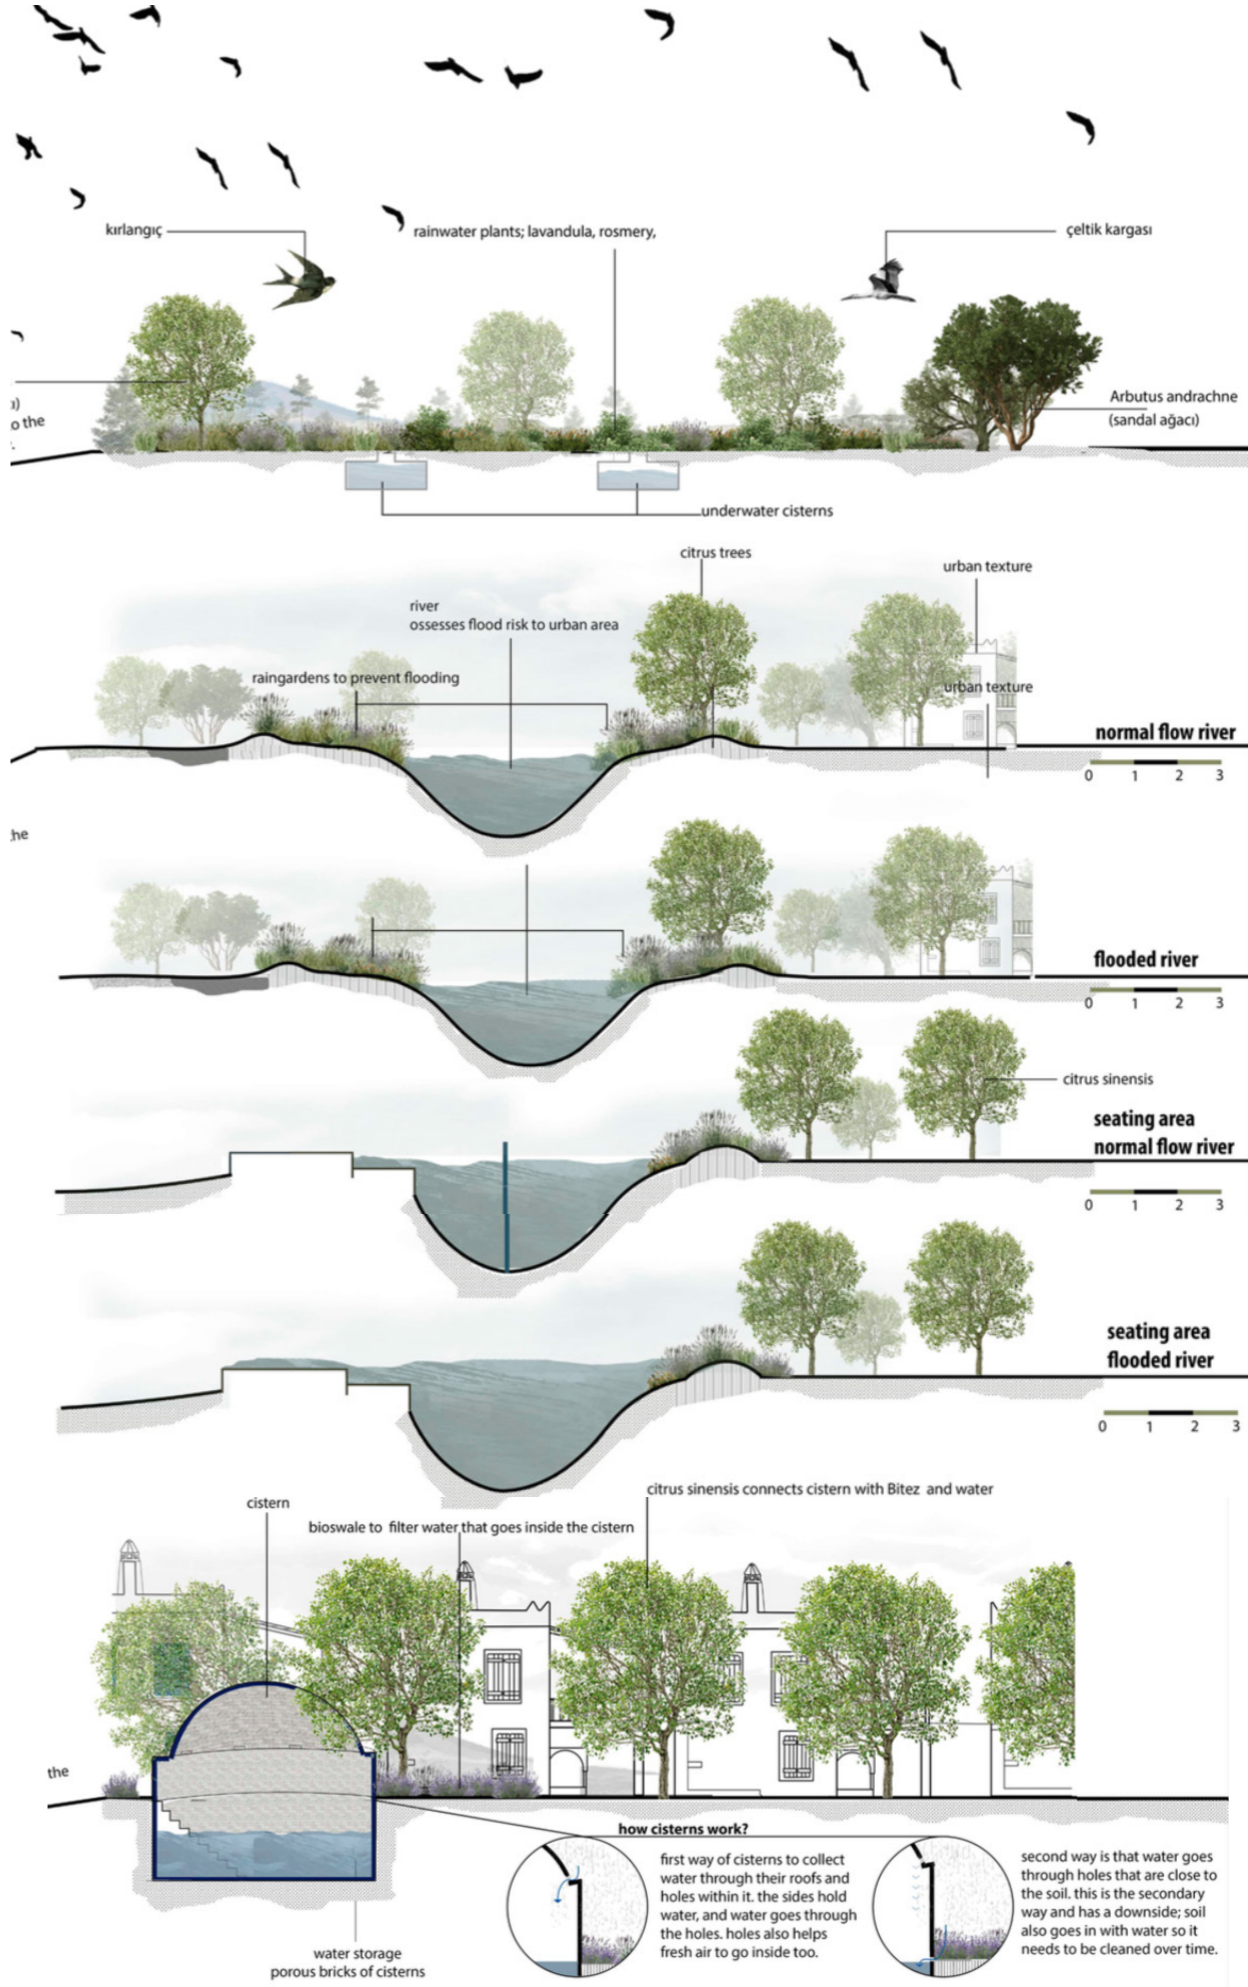 kırlangıç
rainwater plants; lavandula, rosmery,
çeltik kargası
o the
Arbutus andrachne
(sandal ağacı)
underwater cisterns
citrus trees
urban texture
river
ossesses flood risk to urban area
raingardens to prevent flooding
urban texture
normal flow river
0 1 2 3
he
flooded river
0 1 2 3
citrus sinensis
seating area
normal flow river
0 1 2 3
seating area
flooded river
0 1 2 3
citrus sinensis connects cistern with Bitez and water
cistern
bioswale to filter water that goes inside the cistern
the
how cisterns work?
first way of cisterns to collect
water through their roofs and
holes within it. the sides hold
water, and water goes through
the holes. holes also helps
fresh air to go inside too.
second way is that water goes
through holes that are close to
the soil. this is the secondary
way and has a downside; soil
also goes in with water so it
needs to be cleaned over time.
water storage
porous bricks of cisterns